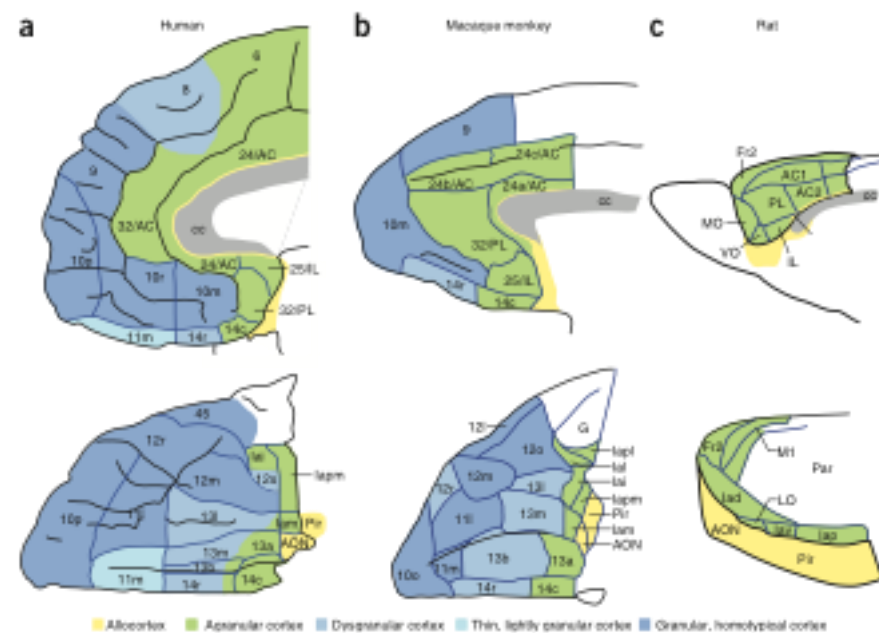 a Human
b Macaque monkey
c Rat
6
8
9
24/AC
32/AC
cc
24/AC
25/IL
32/PL
10p
10r
10m
14c
11m
14r
9
24c/AC
24b/AC
24a/AC
cc
10m
32/PL
25/IL
14r
14c
Fr2
AC1
AC2
PL
cc
MO
VO
IL
45
12r
Iai
12s
Iapm
12m
10p
13l
Iam
Pir
AON
13m
13a
13b
11m
14r
14c
12l
G
12o
Iapl
Ial
Iai
12m
12r
13l
Iapm
Pir
11l
13m
Iam
AON
13b
13a
10o
11m
14r
14c
Fr2
M1
Par
Iad
LO
AON
Iap
Pir
Allocortex Agranular cortex Dysgranular cortex Thin, lightly granular cortex Granular, homotypical cortex